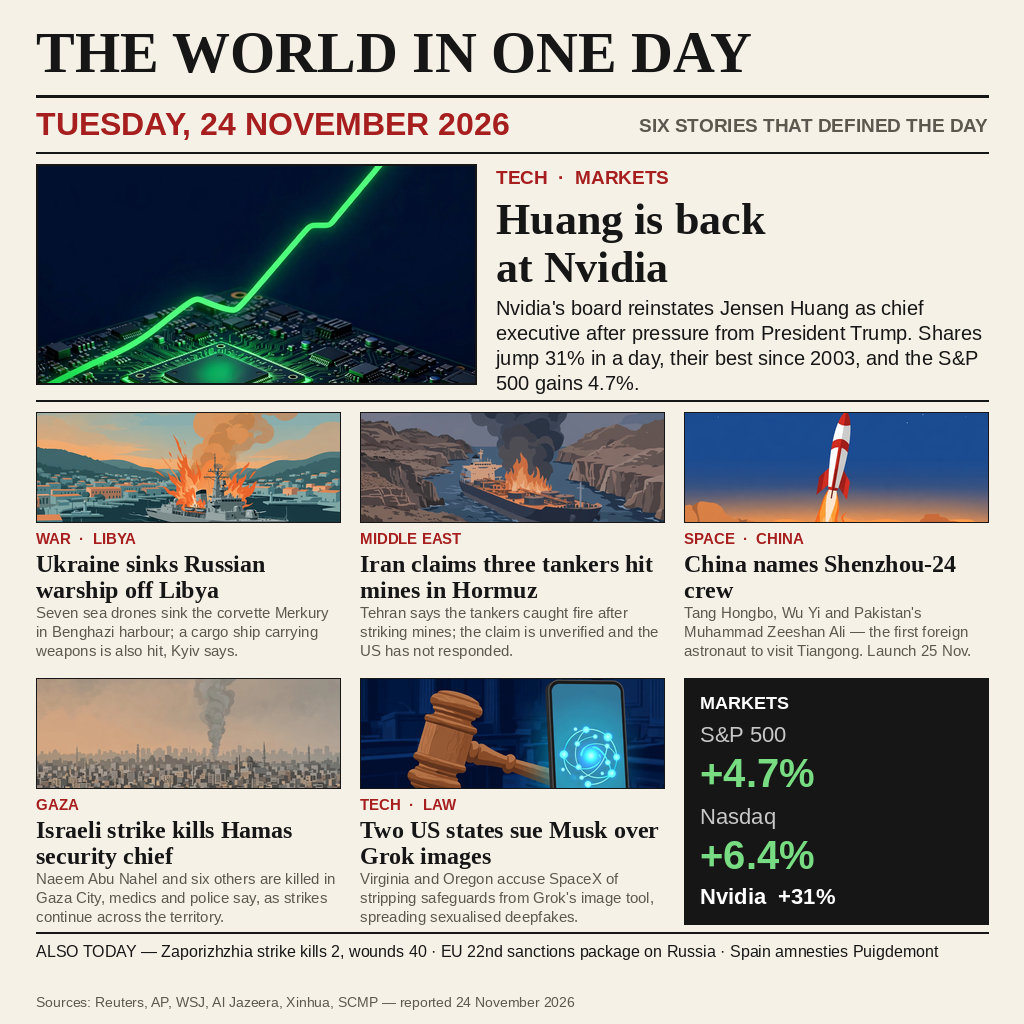 THE WORLD IN ONE DAY
TUESDAY, 24 NOVEMBER 2026
SIX STORIES THAT DEFINED THE DAY
TECH · MARKETS
Huang is back
at Nvidia
Nvidia's board reinstates Jensen Huang as chief
executive after pressure from President Trump. Shares
jump 31% in a day, their best since 2003, and the S&P
500 gains 4.7%.
WAR · LIBYA
Ukraine sinks Russian
warship off Libya
Seven sea drones sink the corvette Merkury
in Benghazi harbour; a cargo ship carrying
weapons is also hit, Kyiv says.
MIDDLE EAST
Iran claims three tankers hit
mines in Hormuz
Tehran says the tankers caught fire after
striking mines; the claim is unverified and the
US has not responded.
SPACE · CHINA
China names Shenzhou-24
crew
Tang Hongbo, Wu Yi and Pakistan's
Muhammad Zeeshan Ali — the first foreign
astronaut to visit Tiangong. Launch 25 Nov.
GAZA
Israeli strike kills Hamas
security chief
Naeem Abu Nahel and six others are killed in
Gaza City, medics and police say, as strikes
continue across the territory.
TECH · LAW
Two US states sue Musk over
Grok images
Virginia and Oregon accuse SpaceX of
stripping safeguards from Grok's image tool,
spreading sexualised deepfakes.
MARKETS
S&P 500
+4.7%
Nasdaq
+6.4%
Nvidia +31%
ALSO TODAY — Zaporizhzhia strike kills 2, wounds 40 · EU 22nd sanctions package on Russia · Spain amnesties Puigdemont
Sources: Reuters, AP, WSJ, Al Jazeera, Xinhua, SCMP — reported 24 November 2026